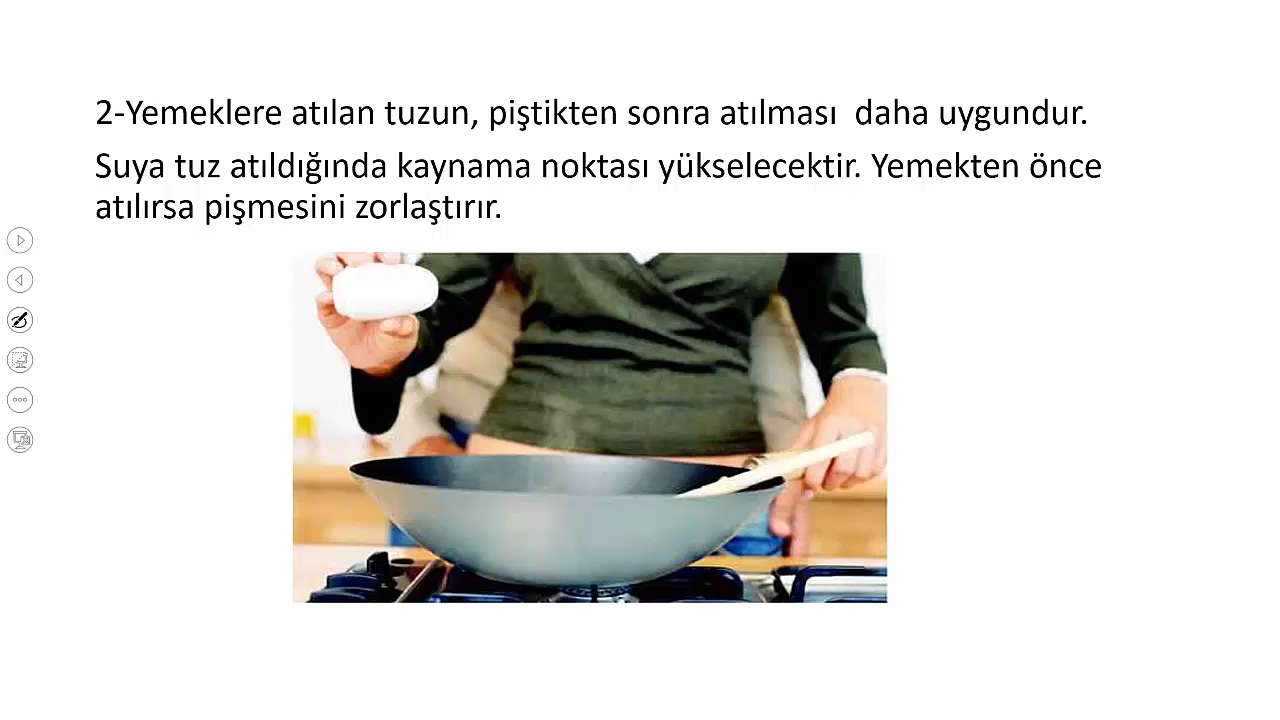 2-Yemeklere atılan tuzun, piştikten sonra atılması  daha uygundur.
Suya tuz atıldığında kaynama noktası yükselecektir. Yemekten önce
atılırsa pişmesini zorlaştırır.